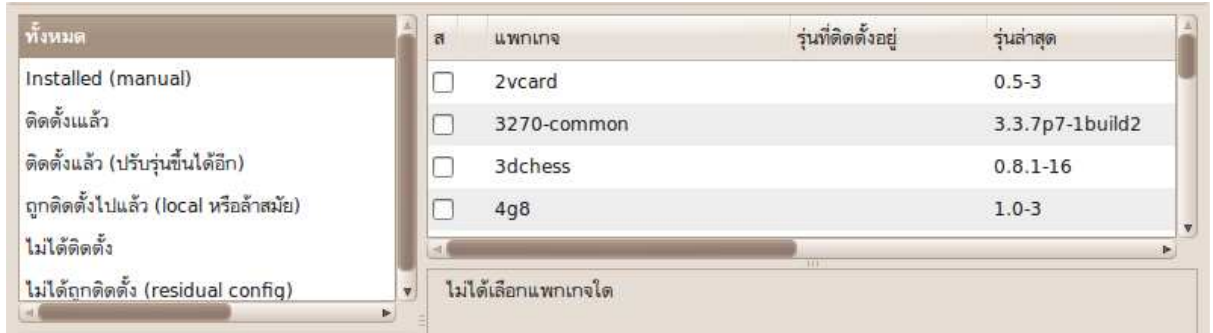 ทั้งหมด
Installed (manual)
ติดตั้งแล้ว
ติดตั้งแล้ว (ปรับรุ่นขึ้นได้อีก)
ถูกติดตั้งไปแล้ว (local หรือล้าสมัย)
ไม่ได้ติดตั้ง
ไม่ได้ถูกติดตั้ง (residual config)
ส แพกเกจ รุ่นที่ติดตั้งอยู่ รุ่นล่าสุด
2vcard 0.5-3
3270-common 3.3.7p7-1build2
3dchess 0.8.1-16
4g8 1.0-3
ไม่ได้เลือกแพกเกจใด